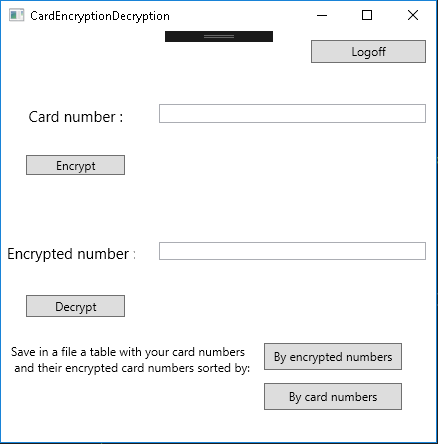 CardEncryptionDecryption
Logoff
Card number :
Encrypt
Encrypted number :
Decrypt
Save in a file a table with your card numbers
and their encrypted card numbers sorted by:
By encrypted numbers
By card numbers